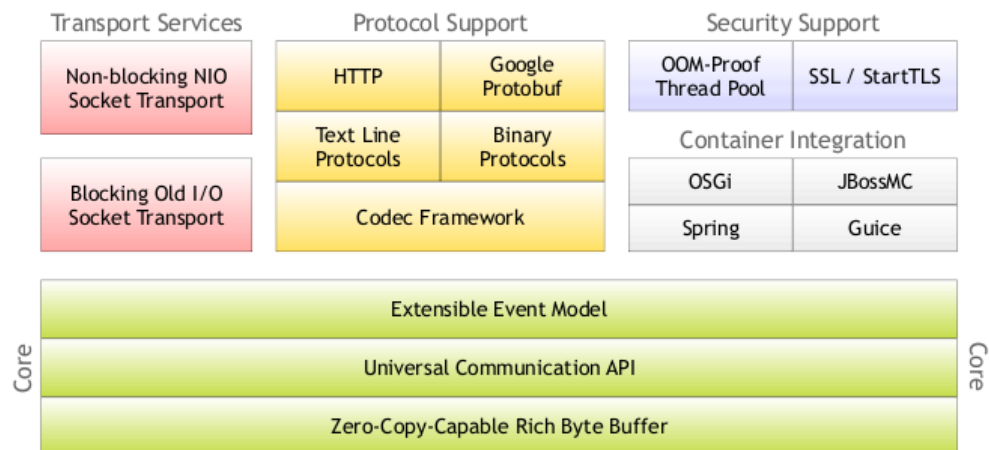 Transport Services
Non-blocking NIO
Socket Transport
Blocking Old I/O
Socket Transport
Protocol Support
HTTP
Google
Protobuf
Text Line
Protocols
Binary
Protocols
Codec Framework
Security Support
OOM-Proof
Thread Pool
SSL / StartTLS
Container Integration
OSGi
JBossMC
Spring
Guice
Core
Extensible Event Model
Universal Communication API
Zero-Copy-Capable Rich Byte Buffer
Core